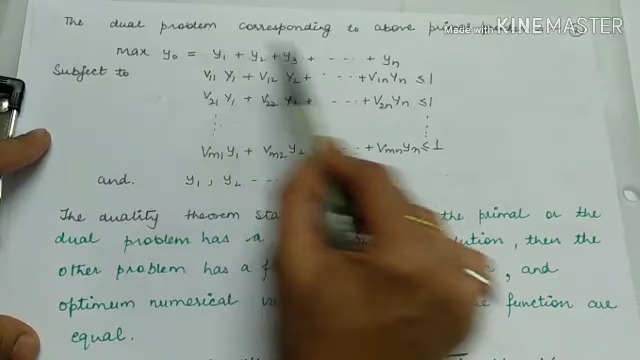 The dual problem corresponding to above primal
Made with KINEMASTER
max y₀ = y₁ + y₂ + y₃ + - - - - + yₙ
Subject to
V₁₁ y₁ + V₁₂ y₂ + - - - + V₁ₙ yₙ ≤ 1
V₂₁ y₁ + V₂₂ y₂ + - - - + V₂ₙ yₙ ≤ 1
Vₘ₁ y₁ + Vₘ₂ y₂ - + Vₘₙ yₙ ≤ 1
and. y₁ , y₂ - - -
The duality theorem the primal or the
dual problem has a then the
other problem has a , and
optimum numerical function are
equal.